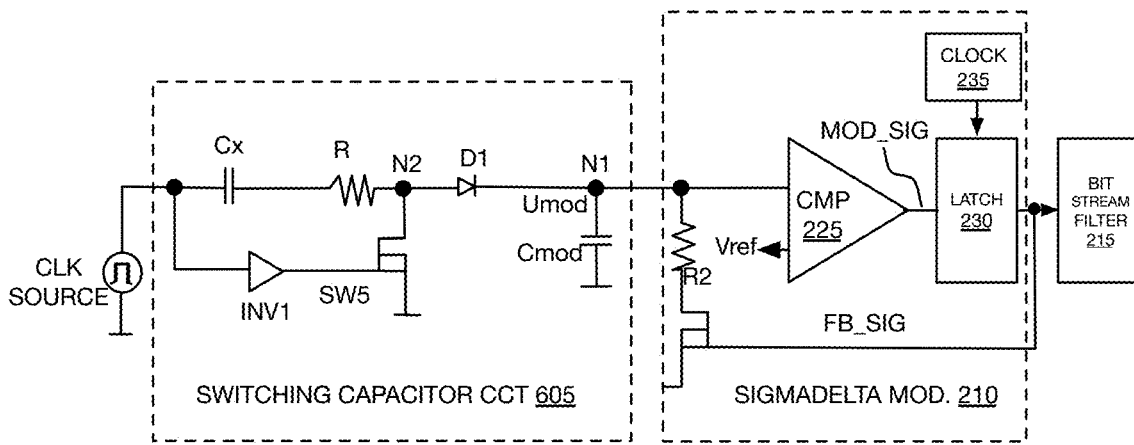 CLOCK
235
MOD_SIG
Cx
R
N2
D1
N1
Umod
Cmod
CMP
225
Vref
LATCH
230
BIT
STREAM
FILTER
215
CLK
SOURCE
INV1
SW5
R2
FB_SIG
SWITCHING CAPACITOR CCT 605
SIGMADELTA MOD. 210